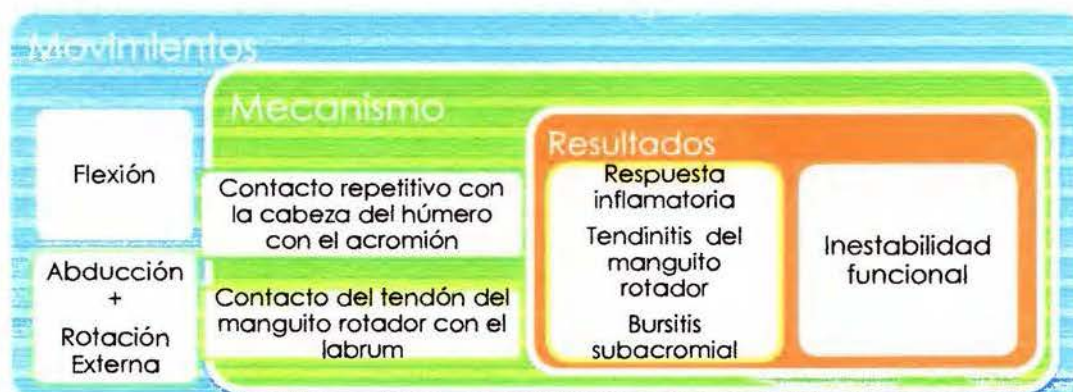 Movimientos
Flexión
Abducción
+
Rotación
Externa
Mecanismo
Contacto repetitivo con
la cabeza del húmero
con el acromión
Contacto del tendón del
manguito rotador con el
labrum
Resultados
Respuesta
inflamatoria
Tendinitis del
manguito
rotador
Bursitis
subacromial
Inestabilidad
funcional